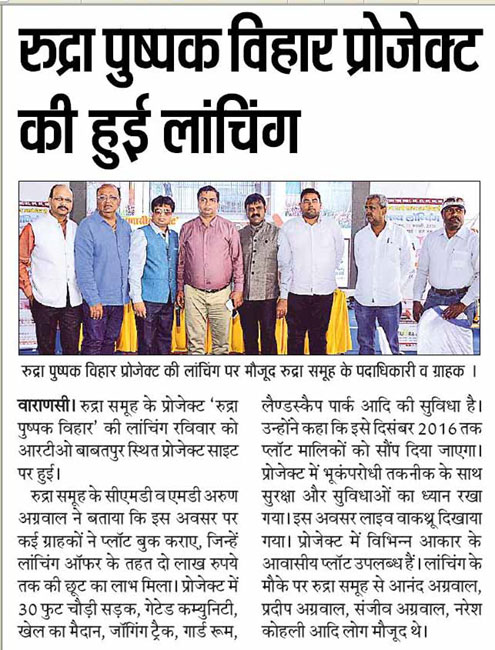 रुद्रा पुष्पक विहार प्रोजेक्ट
की हुई लांचिंग
रुद्रा पुष्पक विहार प्रोजेक्ट की लांचिंग पर मौजूद रुद्रा समूह के पदाधिकारी व ग्राहक ।
वाराणसी। रुद्रा समूह के प्रोजेक्ट ‘रुद्रा
पुष्पक विहार’ की लांचिंग रविवार को
आरटीओ बाबतपुर स्थित प्रोजेक्ट साइट
पर हुई।
रुद्रा समूह के सीएमडी व एमडी अरुण
अग्रवाल ने बताया कि इस अवसर पर
कई ग्राहकों ने प्लॉट बुक कराए, जिन्हें
लांचिंग ऑफर के तहत दो लाख रुपये
तक की छूट का लाभ मिला। प्रोजेक्ट में
30 फुट चौड़ी सड़क, गेटेड कम्युनिटी,
खेल का मैदान, जॉगिंग ट्रैक, गार्ड रूम,
लैण्डस्कैप पार्क आदि की सुविधा है।
उन्होंने कहा कि इसे दिसंबर 2016 तक
प्लॉट मालिकों को सौंप दिया जाएगा।
प्रोजेक्ट में भूकंपरोधी तकनीक के साथ
सुरक्षा और सुविधाओं का ध्यान रखा
गया। इस अवसर लाइव वाकथ्रू दिखाया
गया। प्रोजेक्ट में विभिन्न आकार के
आवासीय प्लॉट उपलब्ध हैं। लांचिंग के
मौके पर रुद्रा समूह से आनंद अग्रवाल,
प्रदीप अग्रवाल, संजीव अग्रवाल, नरेश
कोहली आदि लोग मौजूद थे।